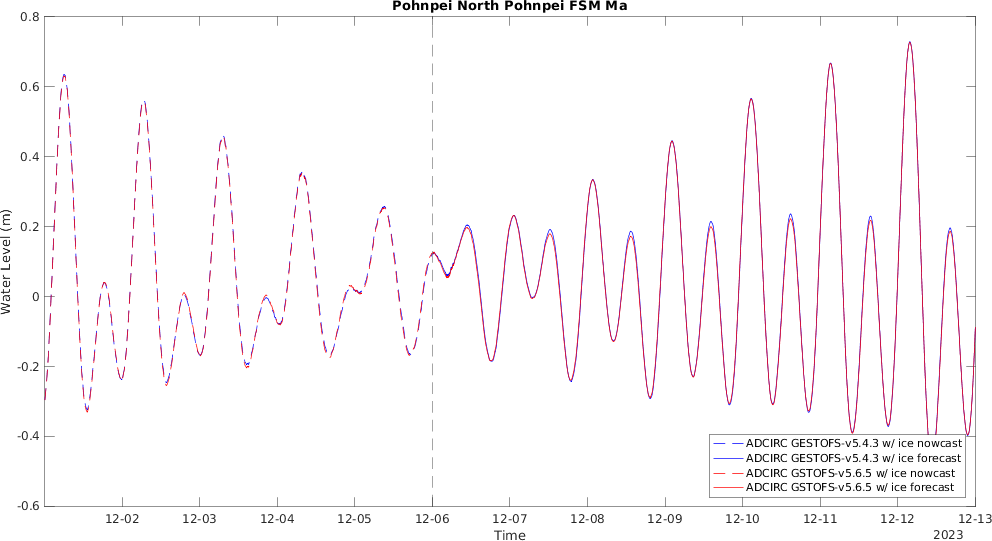 Pohnpei North Pohnpei FSM Ma
Water Level (m)
0.8
0.6
0.4
0.2
0
-0.2
-0.4
-0.6
12-02 12-03 12-04 12-05 12-06 12-07 12-08 12-09 12-10 12-11 12-12 12-13
2023
Time
ADCIRC GESTOFS-v5.4.3 w/ ice nowcast
ADCIRC GESTOFS-v5.4.3 w/ ice forecast
ADCIRC GSTOFS-v5.6.5 w/ ice nowcast
ADCIRC GSTOFS-v5.6.5 w/ ice forecast